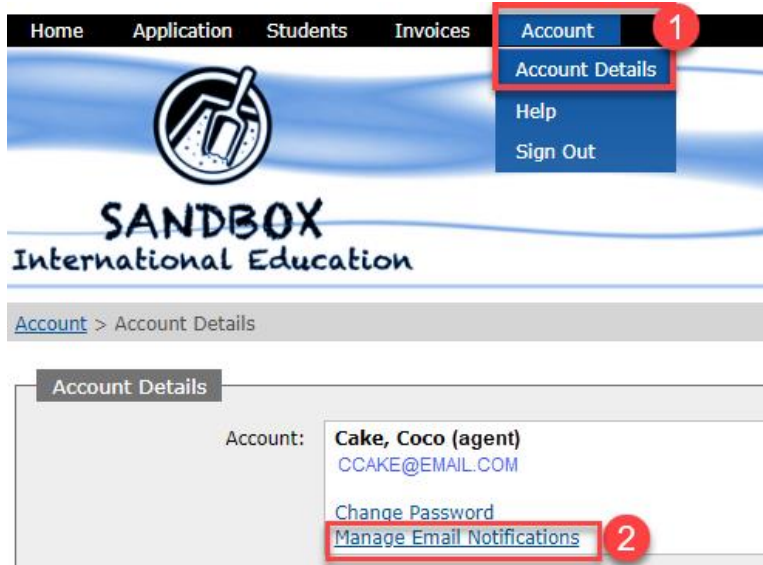 Home Application Students Invoices Account 1
Account Details
Help
Sign Out
SANDBOX
International Education
Account > Account Details
Account Details
Account: Cake, Coco (agent)
CCAKE@EMAIL.COM
Change Password
Manage Email Notifications 2